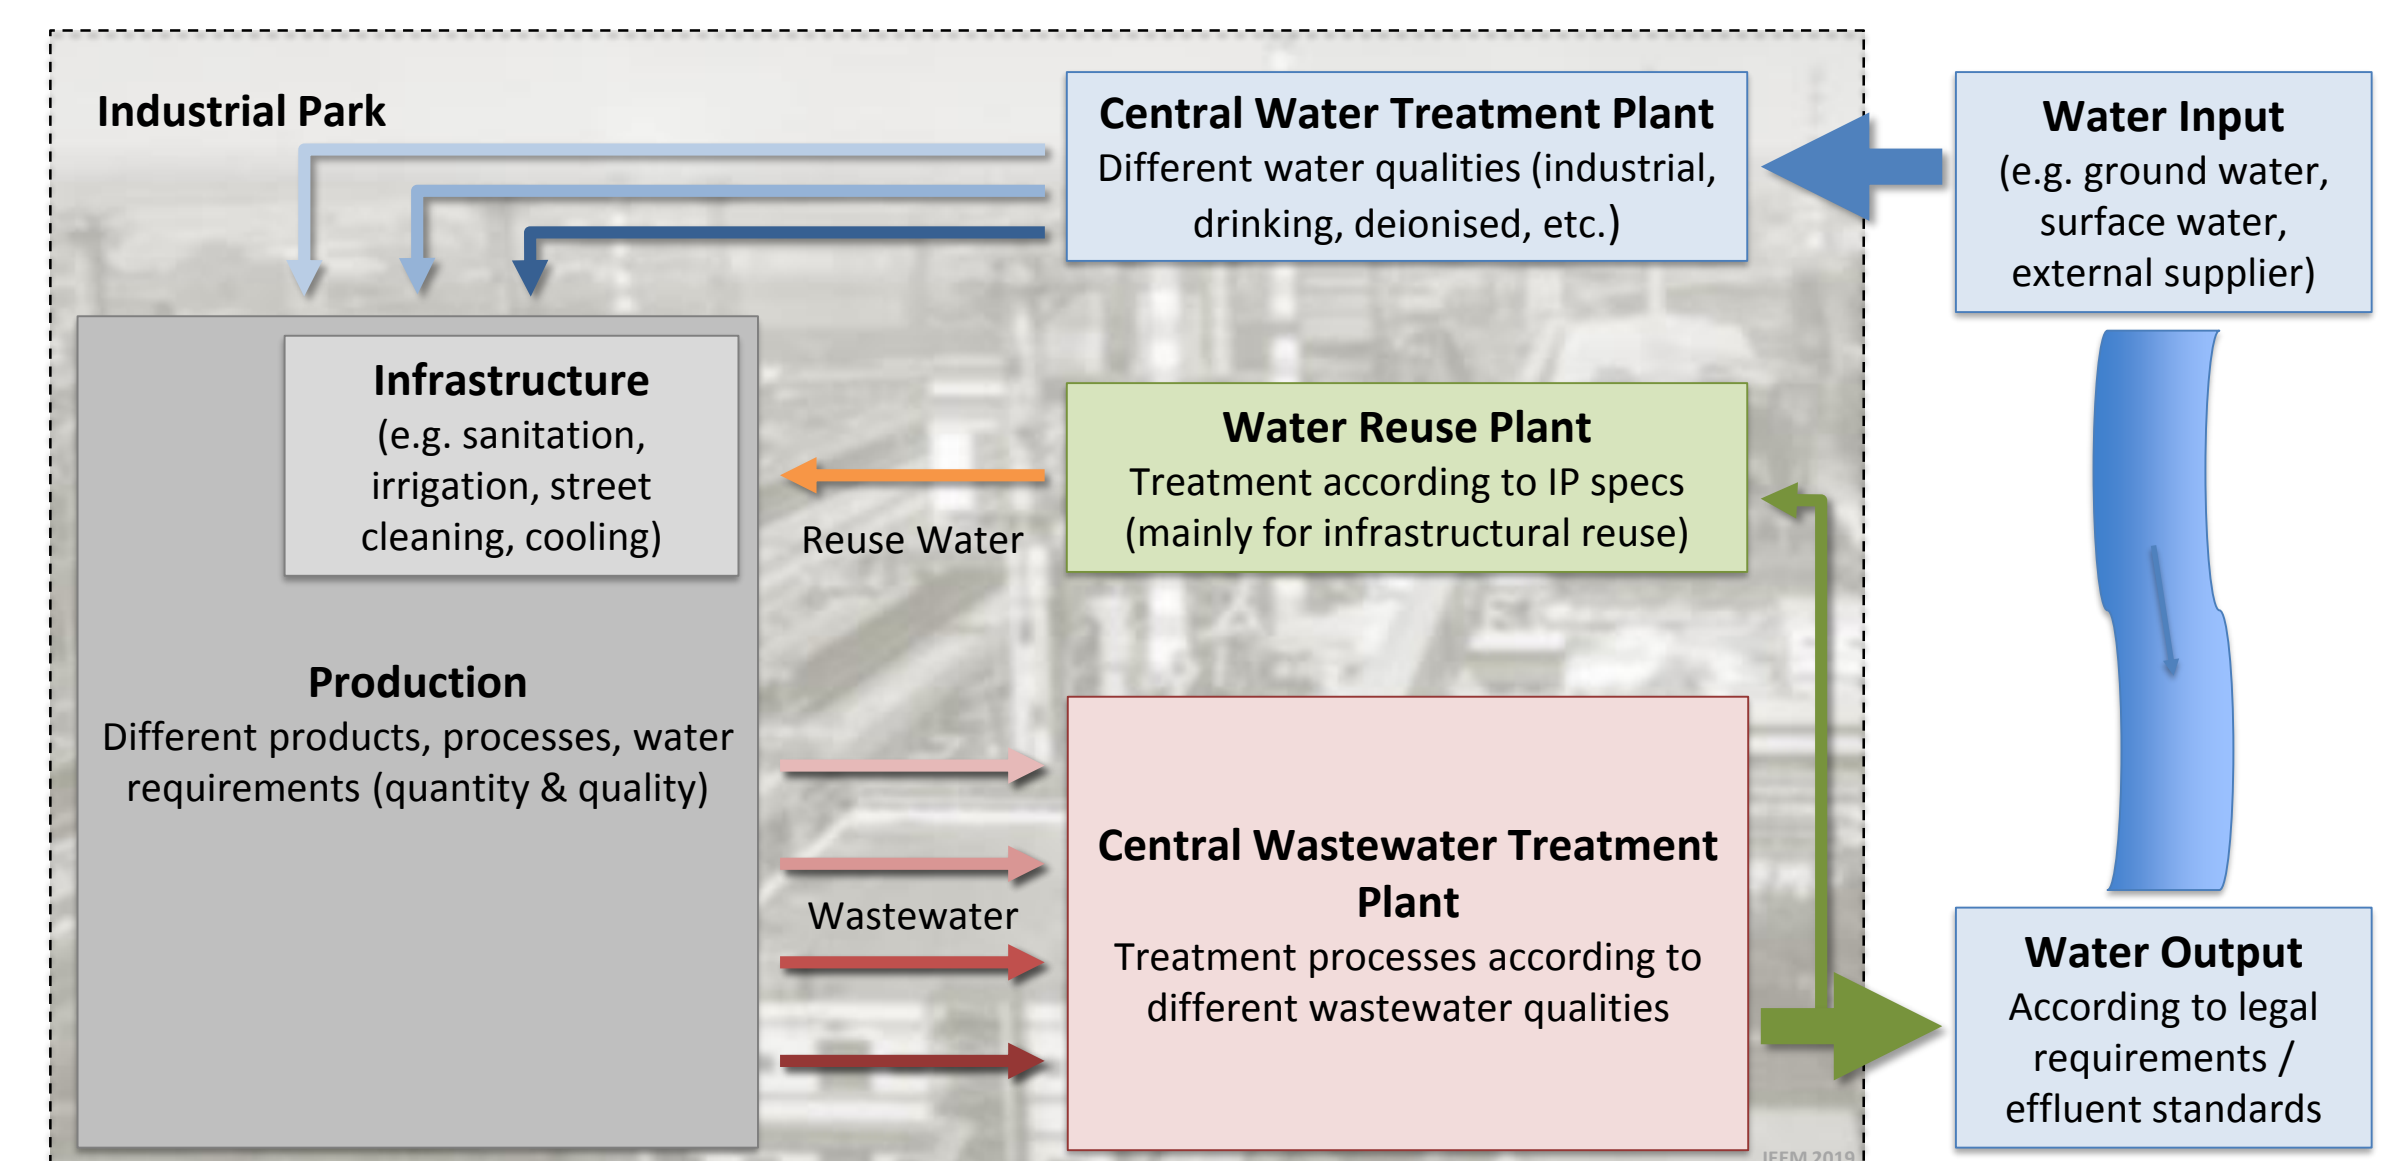 Industrial Park
Central Water Treatment Plant
Different water qualities (industrial,
drinking, deionised, etc.)
Water Input
(e.g. ground water,
surface water,
external supplier)
Infrastructure
(e.g. sanitation,
irrigation, street
cleaning, cooling)
Reuse Water
Water Reuse Plant
Treatment according to IP specs
(mainly for infrastructural reuse)
Production
Different products, processes, water
requirements (quantity & quality)
Wastewater
Central Wastewater Treatment
Plant
Treatment processes according to
different wastewater qualities
Water Output
According to legal
requirements /
effluent standards
IEEM 2019